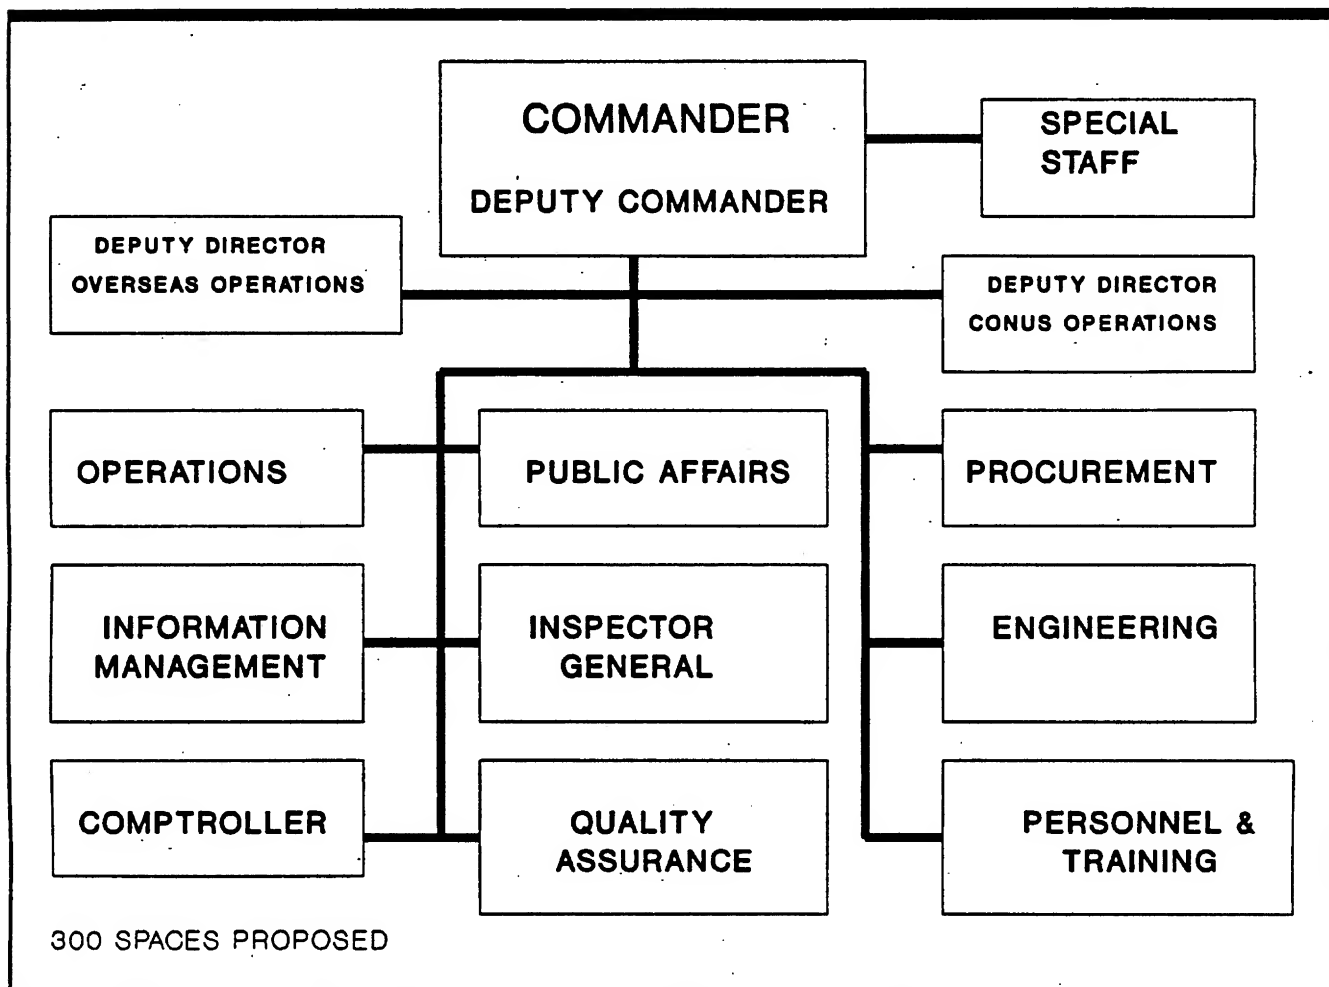 COMMANDER
DEPUTY COMMANDER
SPECIAL
STAFF
DEPUTY DIRECTOR
OVERSEAS OPERATIONS
DEPUTY DIRECTOR
CONUS OPERATIONS
OPERATIONS
PUBLIC AFFAIRS
PROCUREMENT
INFORMATION
MANAGEMENT
INSPECTOR
GENERAL
ENGINEERING
COMPTROLLER
QUALITY
ASSURANCE
PERSONNEL &
TRAINING
300 SPACES PROPOSED